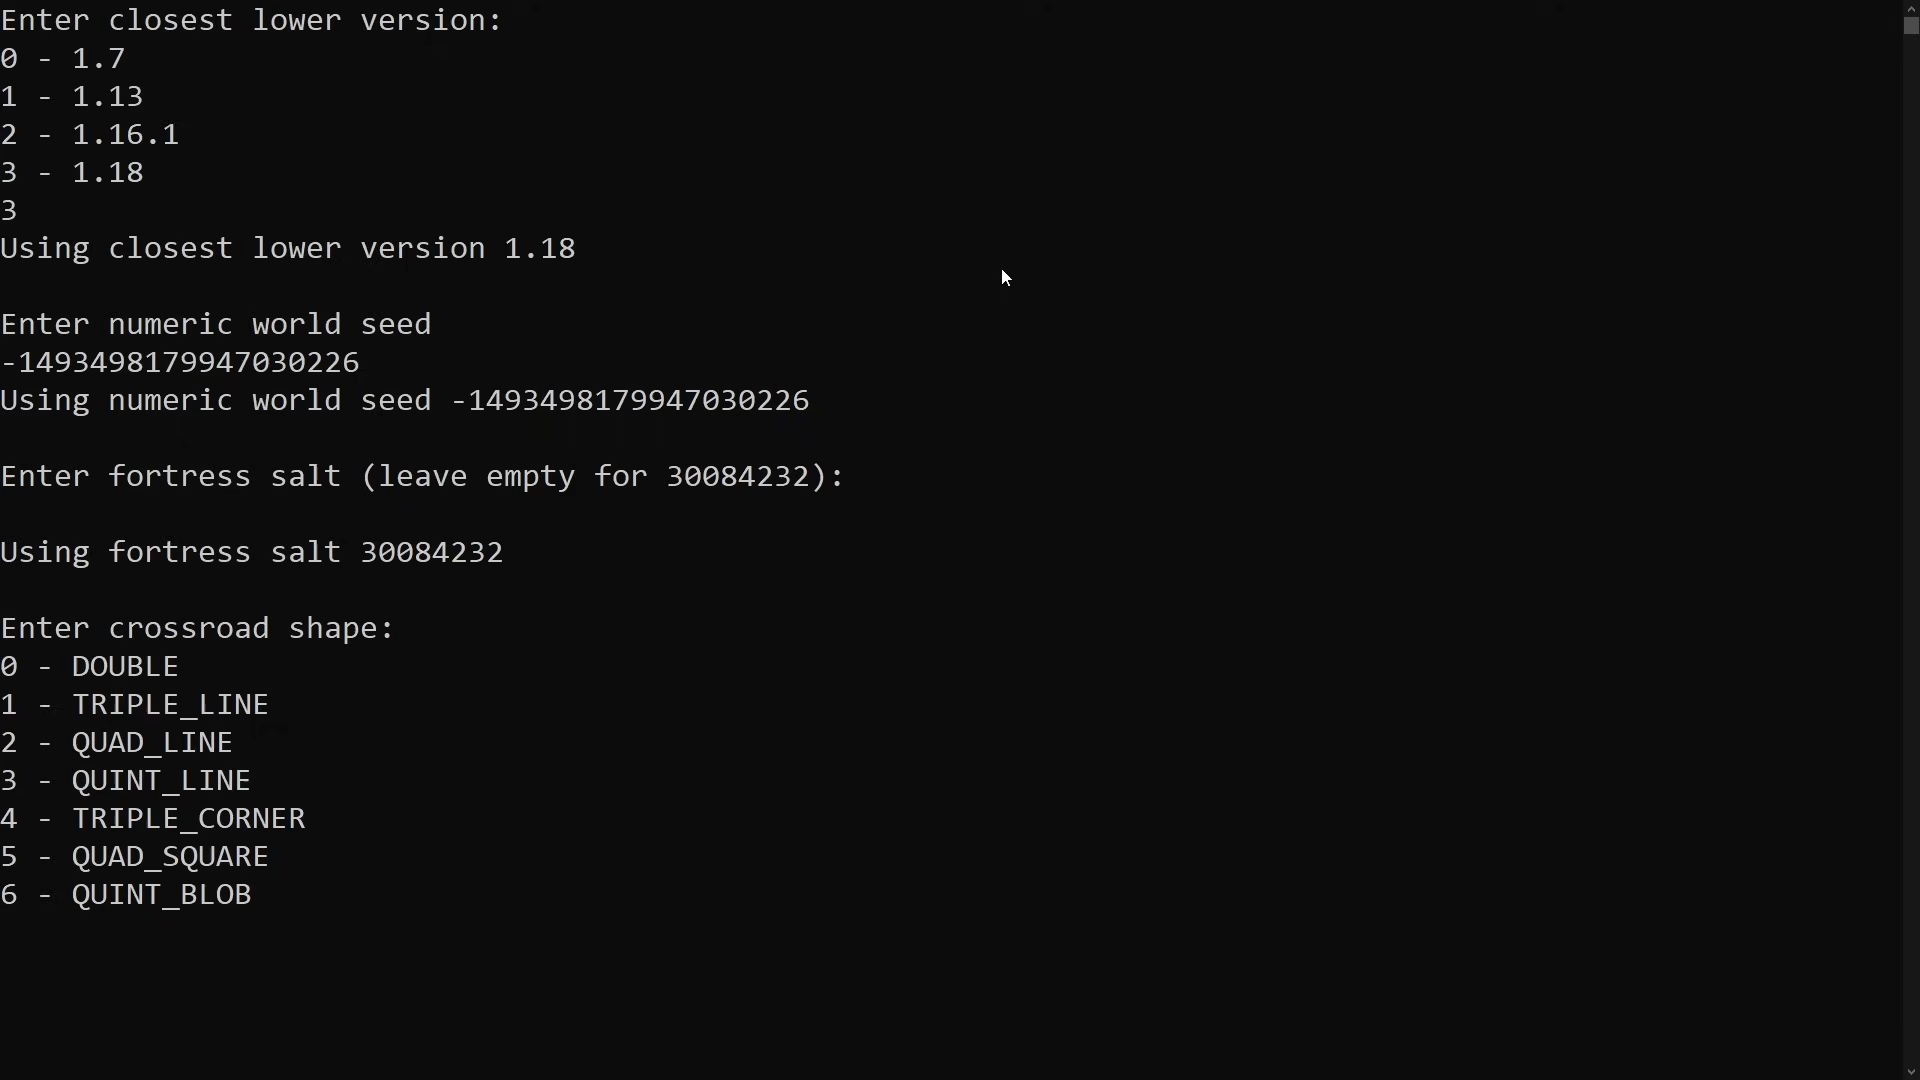 Enter closest lower version:
0 - 1.7
1 - 1.13
2 - 1.16.1
3 - 1.18
3
Using closest lower version 1.18
Enter numeric world seed
-1493498179947030226
Using numeric world seed -1493498179947030226
Enter fortress salt (leave empty for 30084232):
Using fortress salt 30084232
Enter crossroad shape:
0 - DOUBLE
1 - TRIPLE_LINE
2 - QUAD_LINE
3 - QUINT_LINE
4 - TRIPLE_CORNER
5 - QUAD_SQUARE
6 - QUINT_BLOB